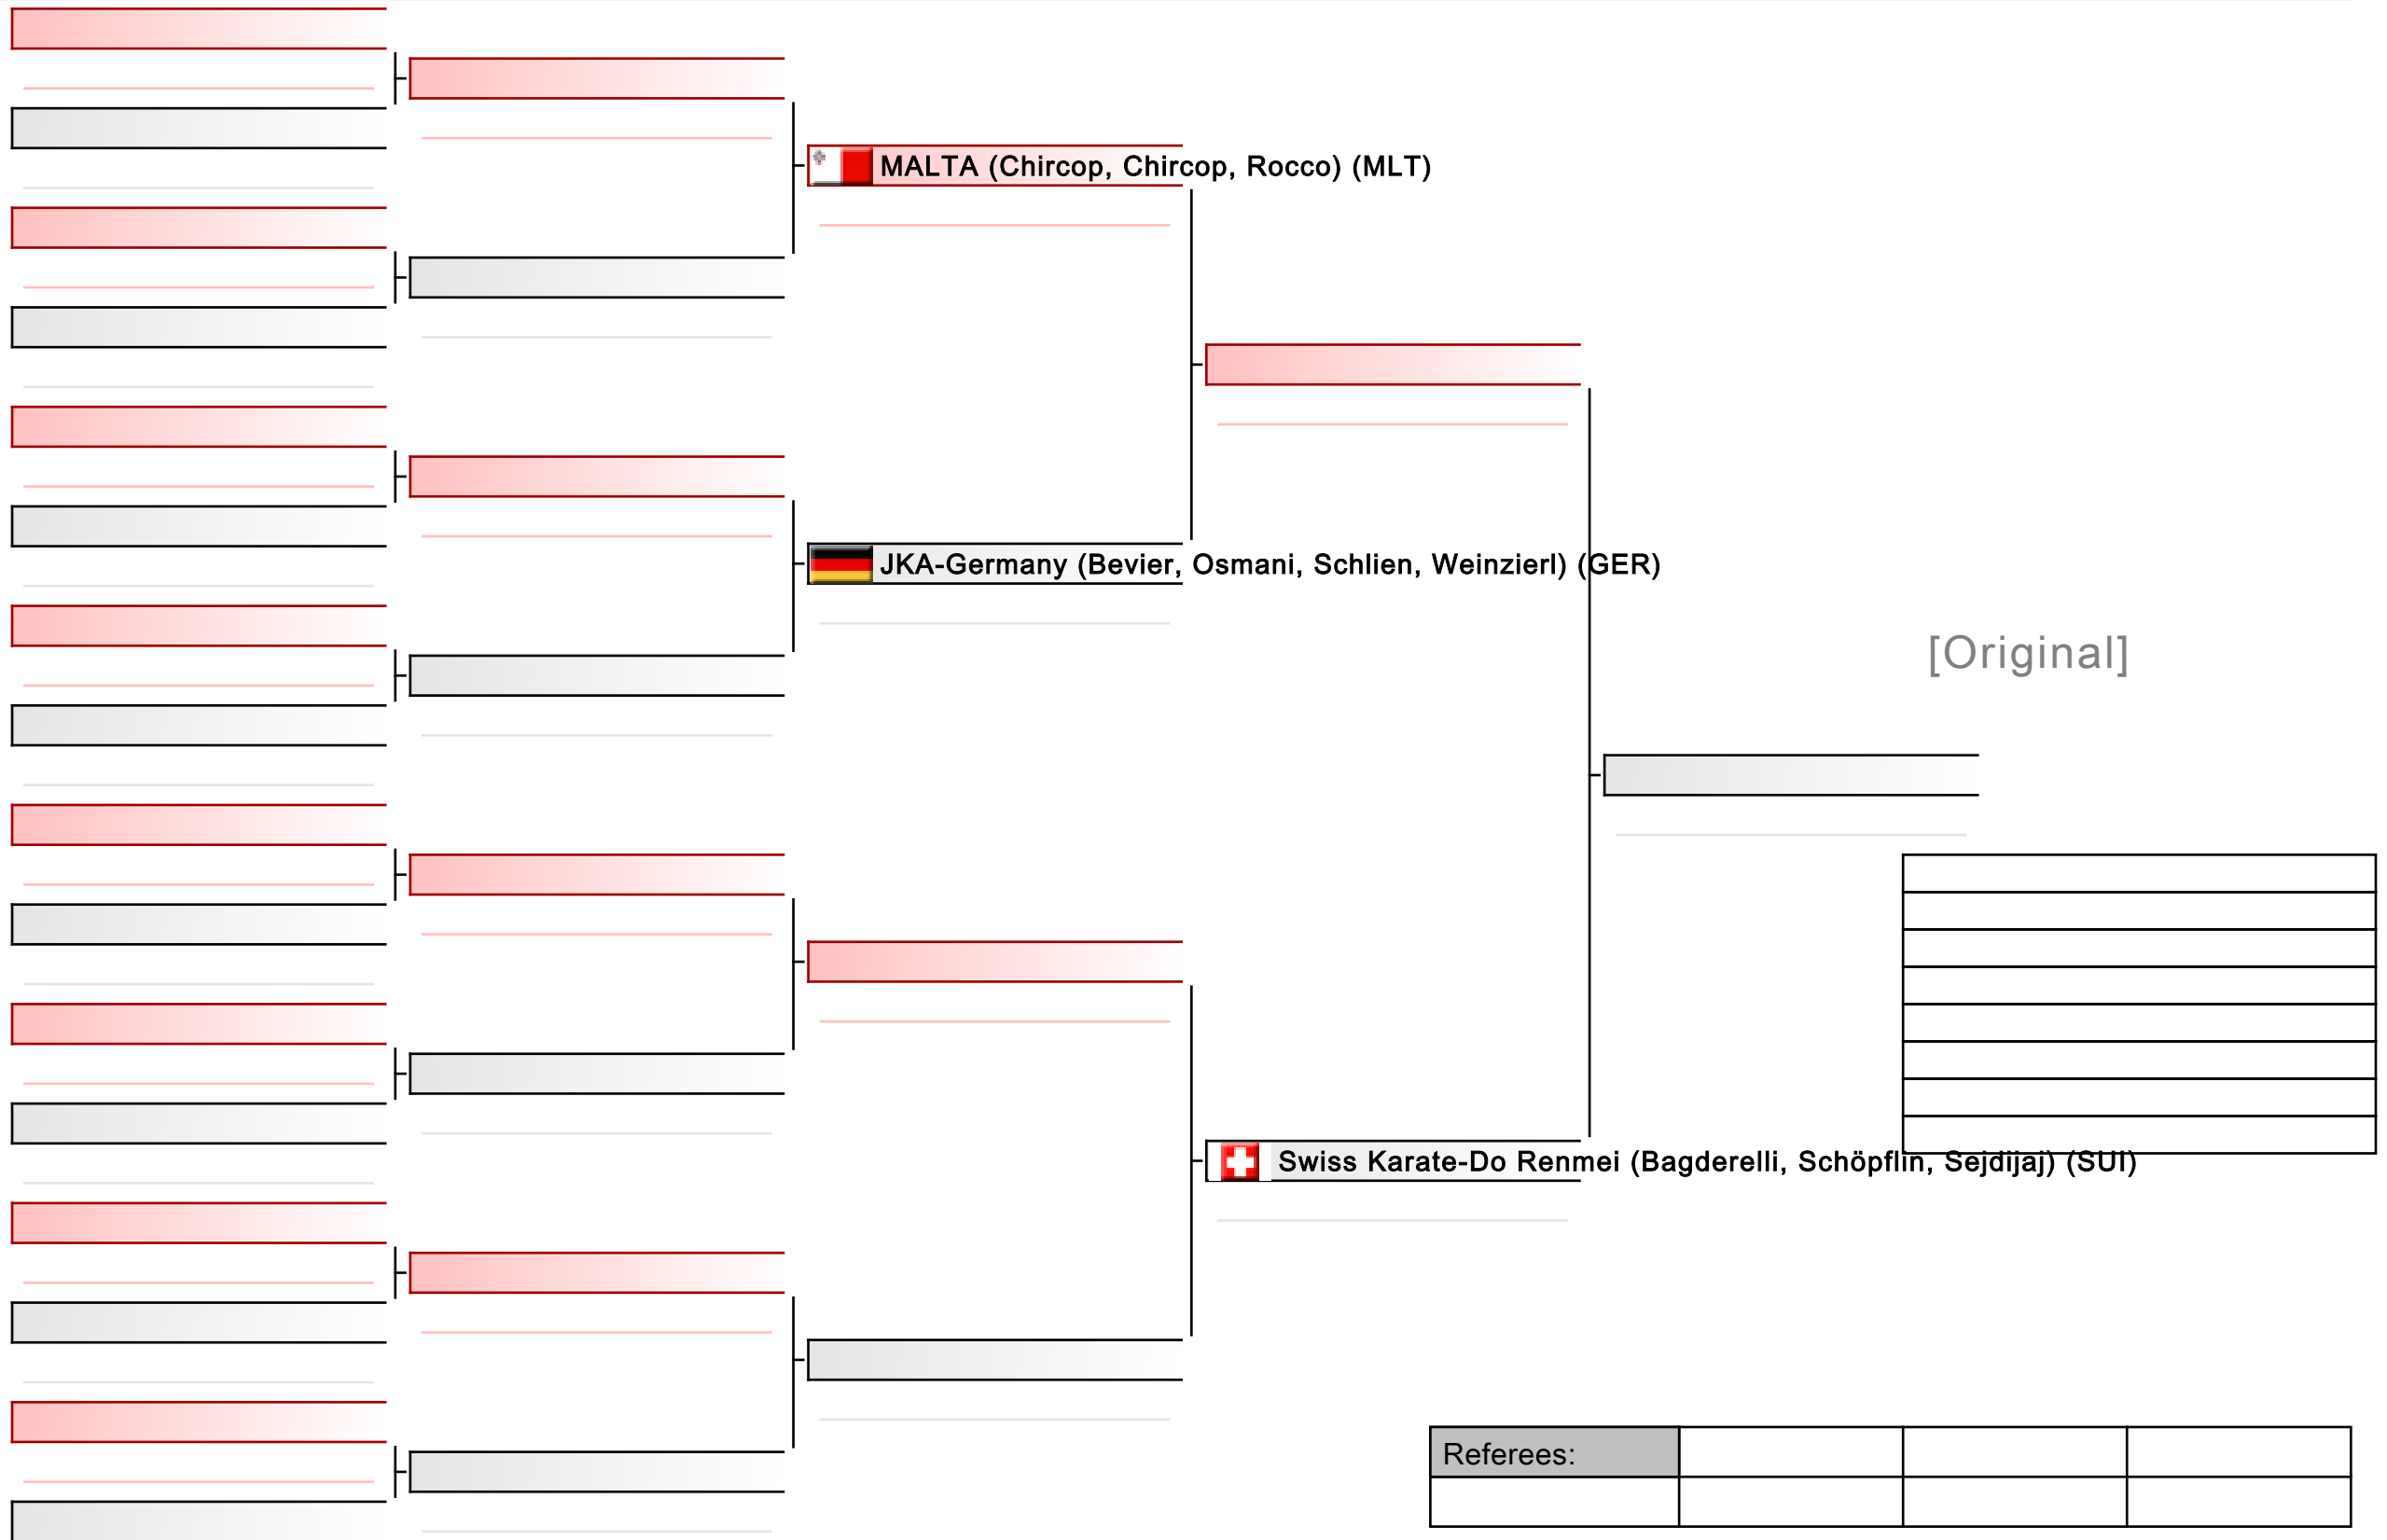 MALTA (Chircop, Chircop, Rocco) (MLT)
JKA-Germany (Bevier, Osmani, Schlien, Weinzierl) (GER)
[Original]
Swiss Karate-Do Renmei (Bagderelli, Schöpflin, Sejdijaj) (SUI)
Referees: